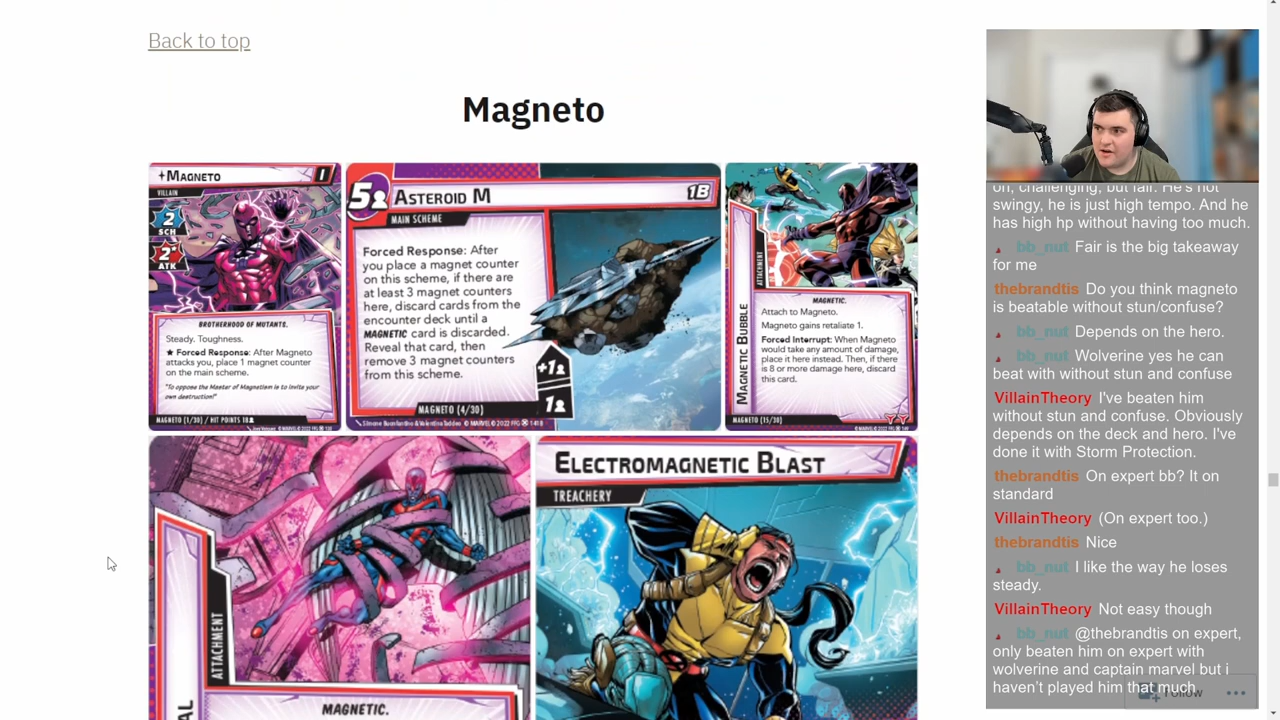 Back to top
Magneto
MAGNETO
I
VILLAIN
2
SCH
2*
ATK
BROTHERHOOD OF MUTANTS.
Steady. Toughness.
★ Forced Response: After Magneto
attacks you, place 1 magnet counter
on the main scheme.
"To oppose the Master of Magnetism is to invite your
own destruction!"
MAGNETO (1/30) / HIT POINTS 18
5
ASTEROID M
1B
MAIN SCHEME
Forced Response: After
you place a magnet counter
on this scheme, if there are
at least 3 magnet counters
here, discard cards from the
encounter deck until a
MAGNETIC card is discarded.
Reveal that card, then
remove 3 magnet counters
from this scheme.
+1
1
MAGNETO (4/30)
ATTACHMENT
MAGNETIC BUBBLE
MAGNETIC.
Attach to Magneto.
Magneto gains retaliate 1.
Forced Interrupt: When Magneto
would take any amount of damage,
place it here instead. Then, if there
is 8 or more damage here, discard
this card.
MAGNETO (15/30)
ATTACHMENT
MAGNETIC.
ELECTROMAGNETIC BLAST
TREACHERY
on, challenging, but fair. He's not
swingy, he is just high tempo. And he
has high hp without having too much.
bb_nut Fair is the big takeaway
for me
thebrandtis Do you think magneto
is beatable without stun/confuse?
bb_nut Depends on the hero.
bb_nut Wolverine yes he can
beat with without stun and confuse
VillainTheory I've beaten him
without stun and confuse. Obviously
depends on the deck and hero. I've
done it with Storm Protection.
thebrandtis On expert bb? It on
standard
VillainTheory (On expert too.)
thebrandtis Nice
bb_nut I like the way he loses
steady.
VillainTheory Not easy though
bb_nut @thebrandtis on expert,
only beaten him on expert with
wolverine and captain marvel but i
haven't played him that much
Follow